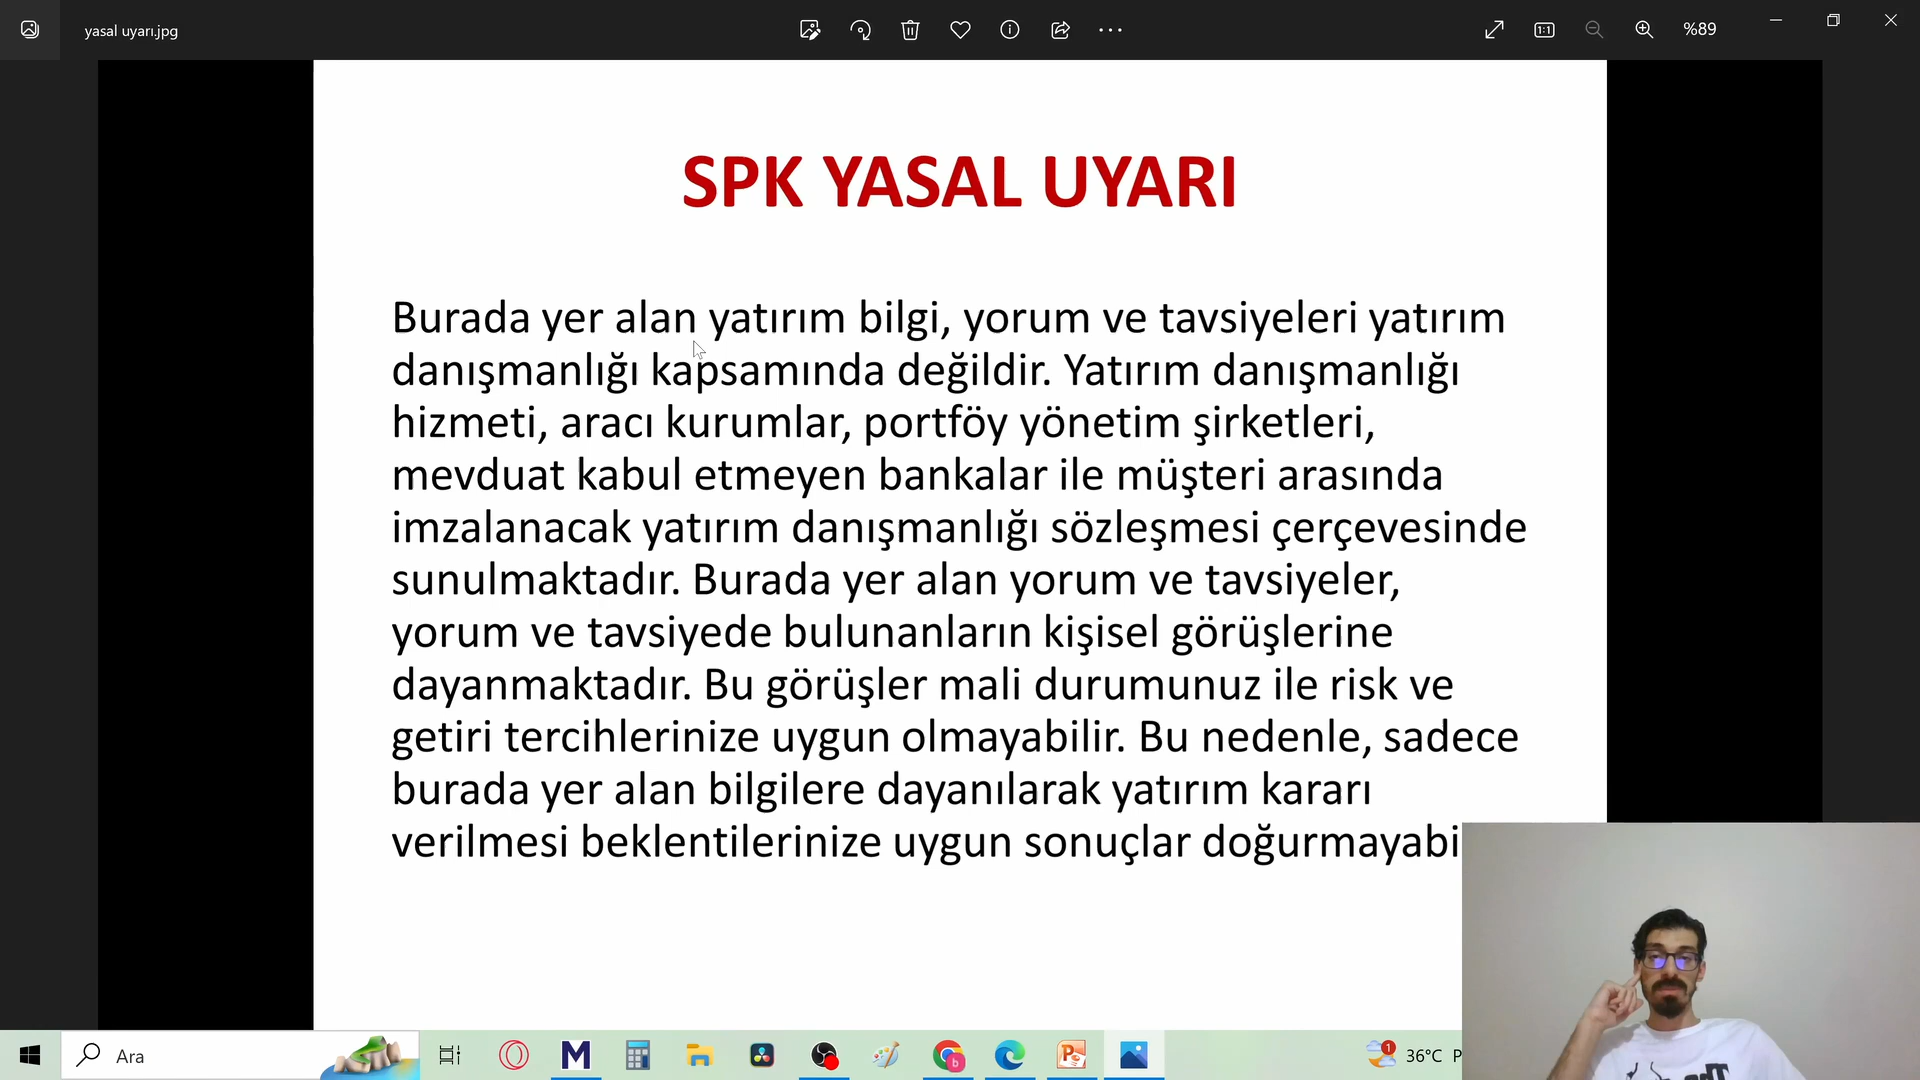 yasal uyarı.jpg
%89
SPK YASAL UYARI
Burada yer alan yatırım bilgi, yorum ve tavsiyeleri yatırım
danışmanlığı kapsamında değildir. Yatırım danışmanlığı
hizmeti, aracı kurumlar, portföy yönetim şirketleri,
mevduat kabul etmeyen bankalar ile müşteri arasında
imzalanacak yatırım danışmanlığı sözleşmesi çerçevesinde
sunulmaktadır. Burada yer alan yorum ve tavsiyeler,
yorum ve tavsiyede bulunanların kişisel görüşlerine
dayanmaktadır. Bu görüşler mali durumunuz ile risk ve
getiri tercihlerinize uygun olmayabilir. Bu nedenle, sadece
burada yer alan bilgilere dayanılarak yatırım kararı
verilmesi beklentilerinize uygun sonuçlar doğurmayabi
Ara
36°C P